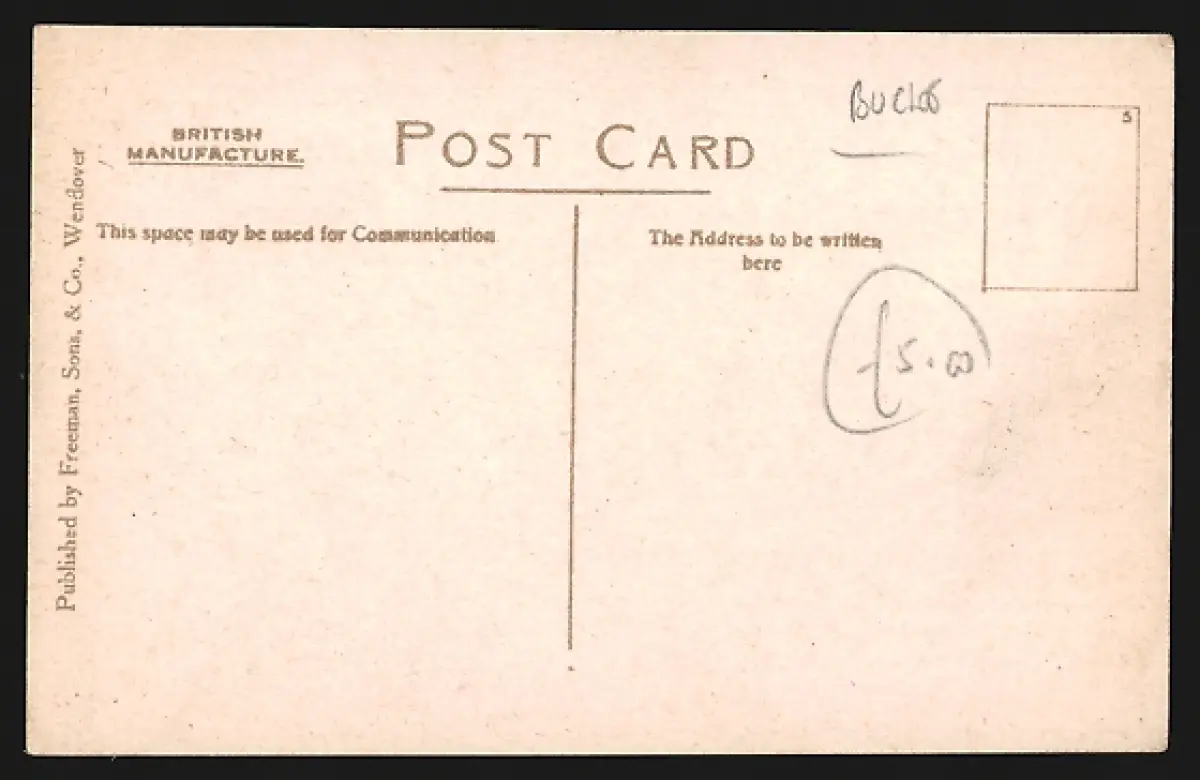 BRITISH
MANUFACTURE.
POST CARD
BUCKS
5
This space may be used for Communication
The Address to be written
here
£5.00
Published by Freeman, Sons, & Co., Wendover